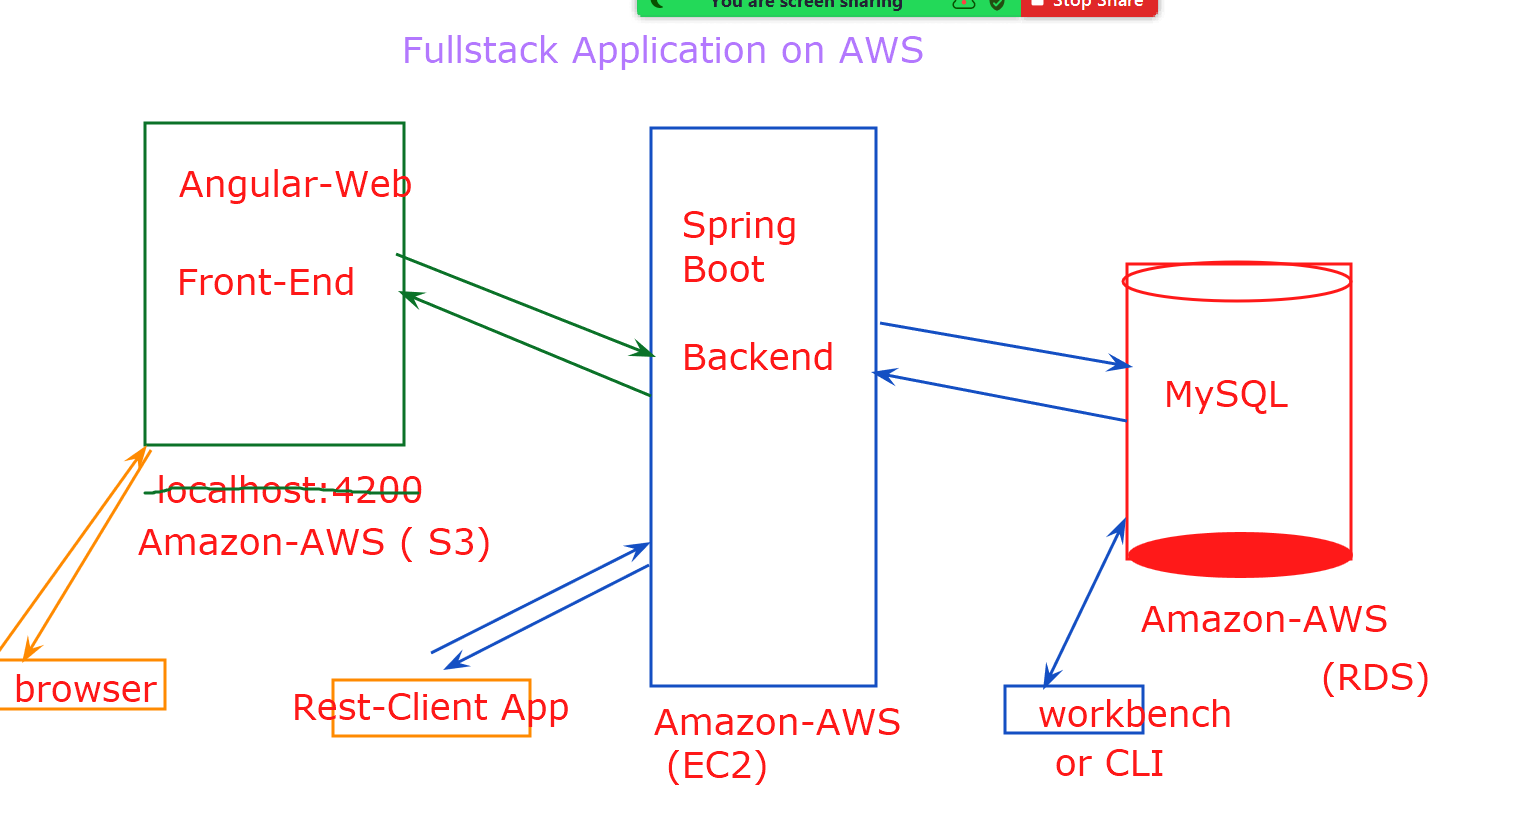 You are screen sharing
Stop Share
Fullstack Application on AWS
Angular-Web
Front-End
localhost:4200
Amazon-AWS ( S3)
browser
Rest-Client App
Spring
Boot
Backend
Amazon-AWS
(EC2)
MySQL
Amazon-AWS
(RDS)
workbench
or CLI